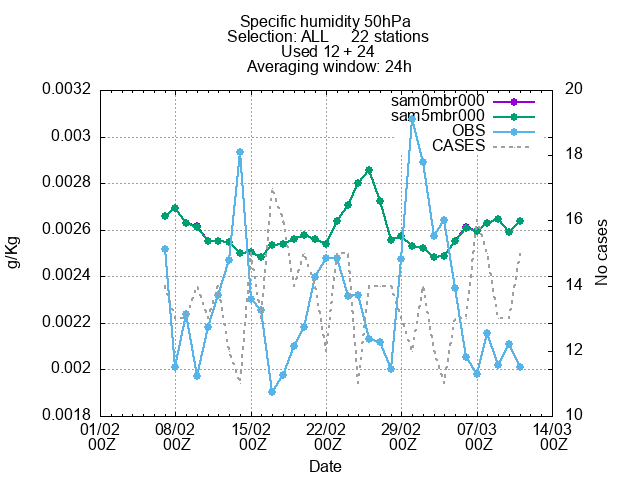 Specific humidity 50hPa
Selection: ALL 22 stations
Used 12 + 24
Averaging window: 24h
sam0mbr000
sam5mbr000
OBS
CASES
0.0032
0.003
0.0028
0.0026
0.0024
0.0022
0.002
0.0018
g/Kg
20
18
16
14
12
10
No cases
01/02 08/02 15/02 22/02 29/02 07/03 14/03
00Z 00Z 00Z 00Z 00Z 00Z 00Z
Date